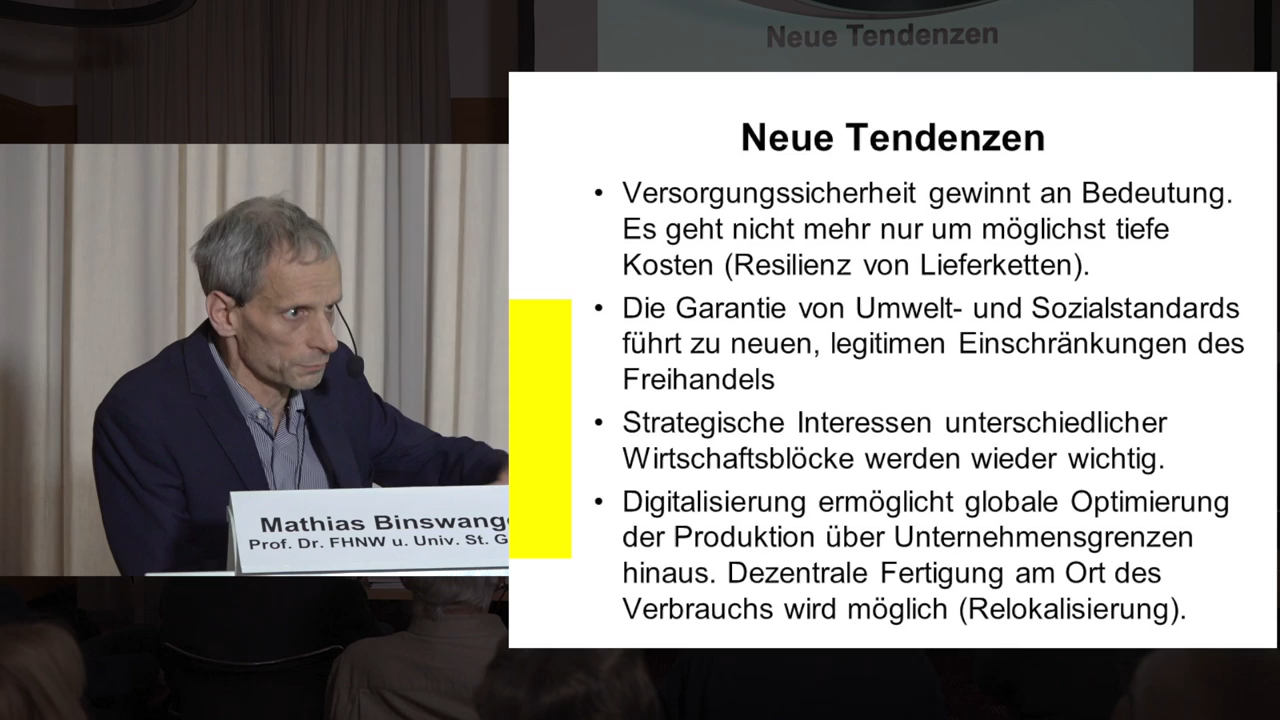 Neue Tendenzen
Neue Tendenzen
• Versorgungssicherheit gewinnt an Bedeutung.
Es geht nicht mehr nur um möglichst tiefe
Kosten (Resilienz von Lieferketten).
• Die Garantie von Umwelt- und Sozialstandards
führt zu neuen, legitimen Einschränkungen des
Freihandels
• Strategische Interessen unterschiedlicher
Wirtschaftsblöcke werden wieder wichtig.
• Digitalisierung ermöglicht globale Optimierung
der Produktion über Unternehmensgrenzen
hinaus. Dezentrale Fertigung am Ort des
Verbrauchs wird möglich (Relokalisierung).
Mathias Binswang
Prof. Dr. FHNW u. Univ. St. G